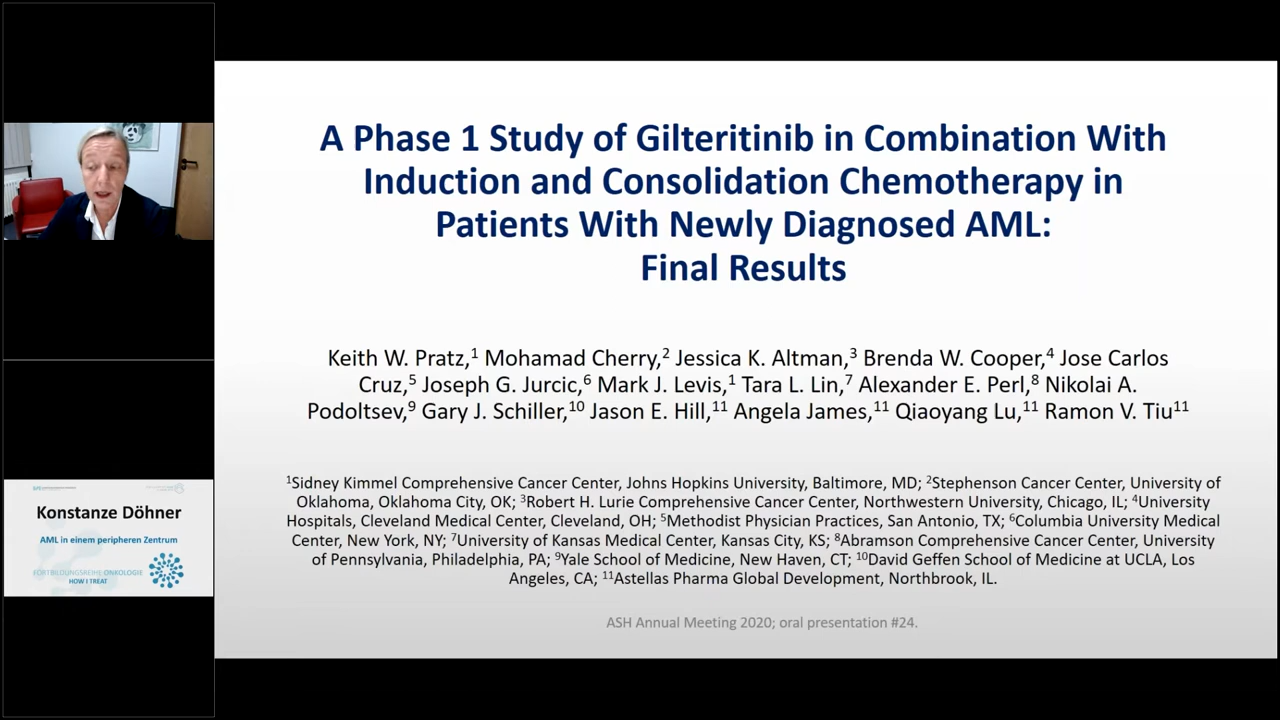 A Phase 1 Study of Gilteritinib in Combination With
Induction and Consolidation Chemotherapy in
Patients With Newly Diagnosed AML:
Final Results
Keith W. Pratz,1 Mohamad Cherry,2 Jessica K. Altman,3 Brenda W. Cooper,4 Jose Carlos
Cruz,5 Joseph G. Jurcic,6 Mark J. Levis,1 Tara L. Lin,7 Alexander E. Perl,8 Nikolai A.
Podoltsev,9 Gary J. Schiller,10 Jason E. Hill,11 Angela James,11 Qiaoyang Lu,11 Ramon V. Tiu11
1Sidney Kimmel Comprehensive Cancer Center, Johns Hopkins University, Baltimore, MD; 2Stephenson Cancer Center, University of
Oklahoma, Oklahoma City, OK; 3Robert H. Lurie Comprehensive Cancer Center, Northwestern University, Chicago, IL; 4University
Hospitals, Cleveland Medical Center, Cleveland, OH; 5Methodist Physician Practices, San Antonio, TX; 6Columbia University Medical
Center, New York, NY; 7University of Kansas Medical Center, Kansas City, KS; 8Abramson Comprehensive Cancer Center, University
of Pennsylvania, Philadelphia, PA; 9Yale School of Medicine, New Haven, CT; 10David Geffen School of Medicine at UCLA, Los
Angeles, CA; 11Astellas Pharma Global Development, Northbrook, IL.
ASH Annual Meeting 2020; oral presentation #24.
Konstanze Döhner
AML in einem peripheren Zentrum
FORTBILDUNGSREIHE ONKOLOGIE
HOW I TREAT